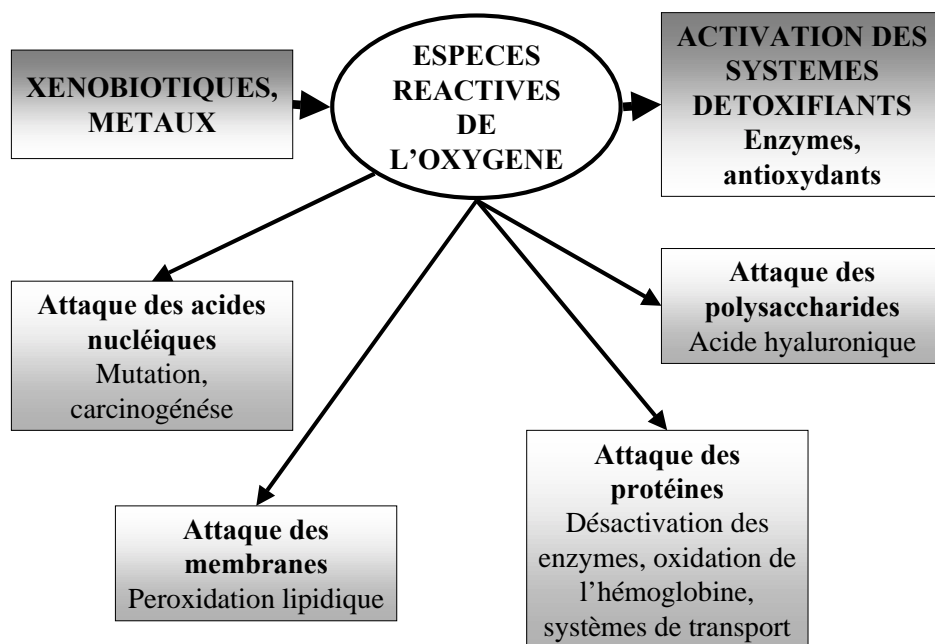 XENOBIOTIQUES,
METAUX
ESPECES
REACTIVES
DE
L’OXYGENE
ACTIVATION DES
SYSTEMES
DETOXIFIANTS
Enzymes,
antioxydants
Attaque des acides
nucléiques
Mutation,
carcinogénése
Attaque des
membranes
Peroxidation lipidique
Attaque des
protéines
Désactivation des
enzymes, oxidation de
l’hémoglobine,
systèmes de transport
Attaque des
polysaccharides
Acide hyaluronique